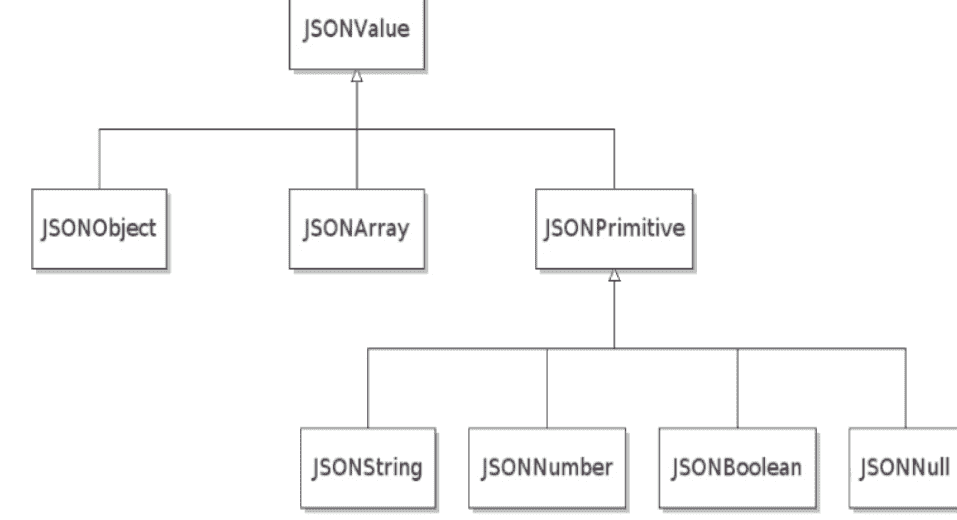 JSONValue
JSONObject
JSONArray
JSONPrimitive
JSONString
JSONNumber
JSONBoolean
JSONNull